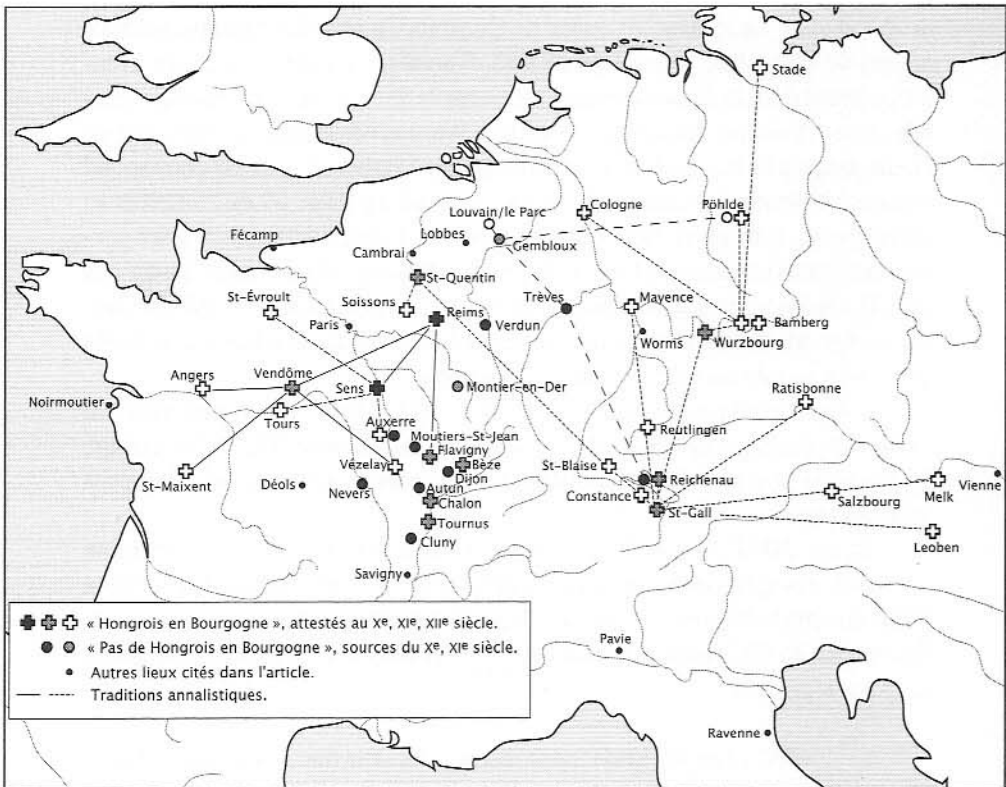 Stade
Cologne
Pöhlde
Louvain/le Parc
Lobbes
Gembloux
Fécamp
Cambrai
St-Quentin
St-Évroult
Soissons
Trèves
Mayence
Reims
Paris
Verdun
Worms
Wurzbourg
Bamberg
Vendôme
Angers
Sens
Montier-en-Der
Ratisbonne
Noirmoutier
Tours
Auxerre
Reutlingen
Moutiers-St-Jean
Flavigny
Vézelay
Bèze
St-Blaise
Dijon
St-Maixent
Déols
Nevers
Autun
Reichenau
Vienne
Constance
Salzbourg
Melk
Chalon
St-Gall
Tournus
Leoben
Cluny
Savigny
« Hongrois en Bourgogne », attestés au Xe, XIe, XIIe siècle.
« Pas de Hongrois en Bourgogne », sources du Xe, XIe siècle.
Autres lieux cités dans l'article.
Traditions annalistiques.
Pavie
Ravenne